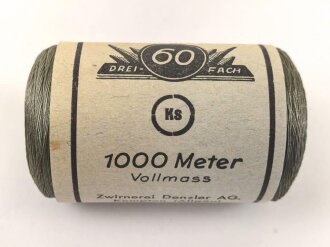 60
DREI-FACH
Ks
1000 Meter
Vollmass
Zwirnerei Denzler AG.